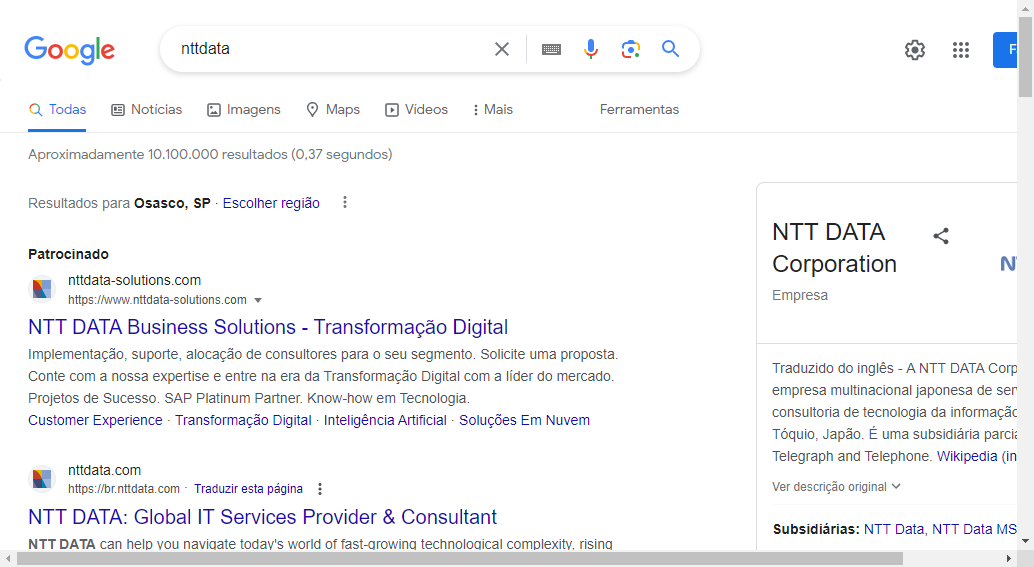 Google
nttdata
F
Todas
Notícias
Imagens
Maps
Vídeos
Mais
Ferramentas
Aproximadamente 10.100.000 resultados (0,37 segundos)
Resultados para Osasco, SP · Escolher região
Patrocinado
nttdata-solutions.com
https://www.nttdata-solutions.com
NTT DATA Business Solutions - Transformação Digital
Implementação, suporte, alocação de consultores para o seu segmento. Solicite uma proposta.
Conte com a nossa expertise e entre na era da Transformação Digital com a líder do mercado.
Projetos de Sucesso. SAP Platinum Partner. Know-how em Tecnologia.
Customer Experience · Transformação Digital · Inteligência Artificial · Soluções Em Nuvem
nttdata.com
https://br.nttdata.com · Traduzir esta página
NTT DATA: Global IT Services Provider & Consultant
NTT DATA can help you navigate today's world of fast-growing technological complexity, rising
NTT DATA
Corporation
Empresa
Traduzido do inglês - A NTT DATA Corp
empresa multinacional japonesa de ser
consultoria de tecnologia da informação
Tóquio, Japão. É uma subsidiária parcia
Telegraph and Telephone. Wikipedia (in
Ver descrição original
Subsidiárias: NTT Data, NTT Data MS